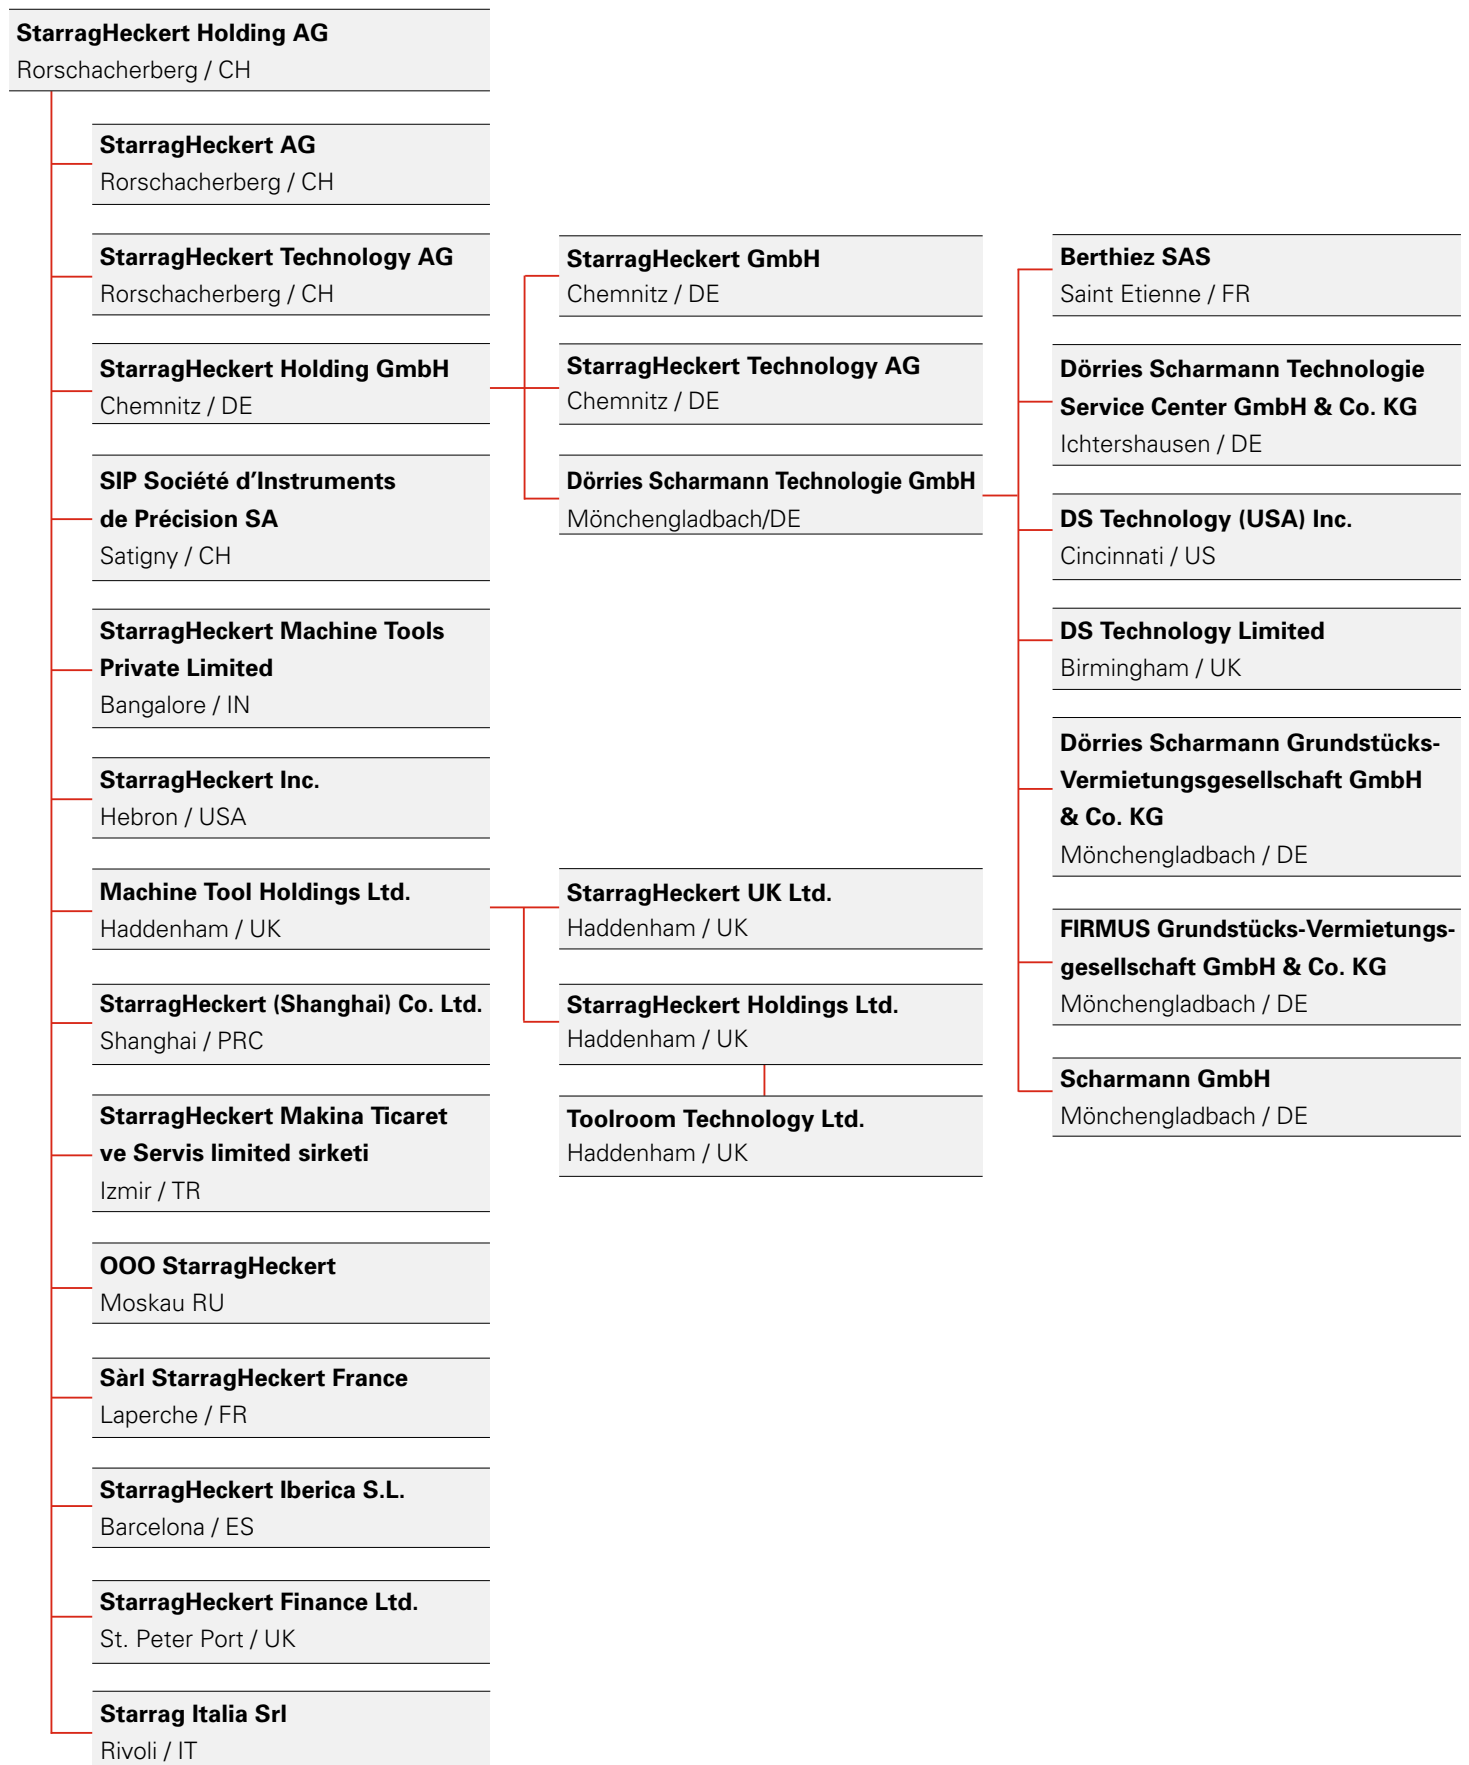 StarragHeckert Holding AG
Rorschacherberg / CH
StarragHeckert AG
Rorschacherberg / CH
StarragHeckert Technology AG
Rorschacherberg / CH
StarragHeckert Holding GmbH
Chemnitz / DE
SIP Société d’Instruments
de Précision SA
Satigny / CH
StarragHeckert Machine Tools
Private Limited
Bangalore / IN
StarragHeckert Inc.
Hebron / USA
Machine Tool Holdings Ltd.
Haddenham / UK
StarragHeckert (Shanghai) Co. Ltd.
Shanghai / PRC
StarragHeckert Makina Ticaret
ve Servis limited sirketi
Izmir / TR
OOO StarragHeckert
Moskau RU
Sàrl StarragHeckert France
Laperche / FR
StarragHeckert Iberica S.L.
Barcelona / ES
StarragHeckert Finance Ltd.
St. Peter Port / UK
Starrag Italia Srl
Rivoli / IT
StarragHeckert GmbH
Chemnitz / DE
StarragHeckert Technology AG
Chemnitz / DE
Dörries Scharmann Technologie GmbH
Mönchengladbach/DE
StarragHeckert UK Ltd.
Haddenham / UK
StarragHeckert Holdings Ltd.
Haddenham / UK
Toolroom Technology Ltd.
Haddenham / UK
Berthiez SAS
Saint Etienne / FR
Dörries Scharmann Technologie
Service Center GmbH & Co. KG
Ichtershausen / DE
DS Technology (USA) Inc.
Cincinnati / US
DS Technology Limited
Birmingham / UK
Dörries Scharmann Grundstücks-
Vermietungsgesellschaft GmbH
& Co. KG
Mönchengladbach / DE
FIRMUS Grundstücks-Vermietungs-
gesellschaft GmbH & Co. KG
Mönchengladbach / DE
Scharmann GmbH
Mönchengladbach / DE